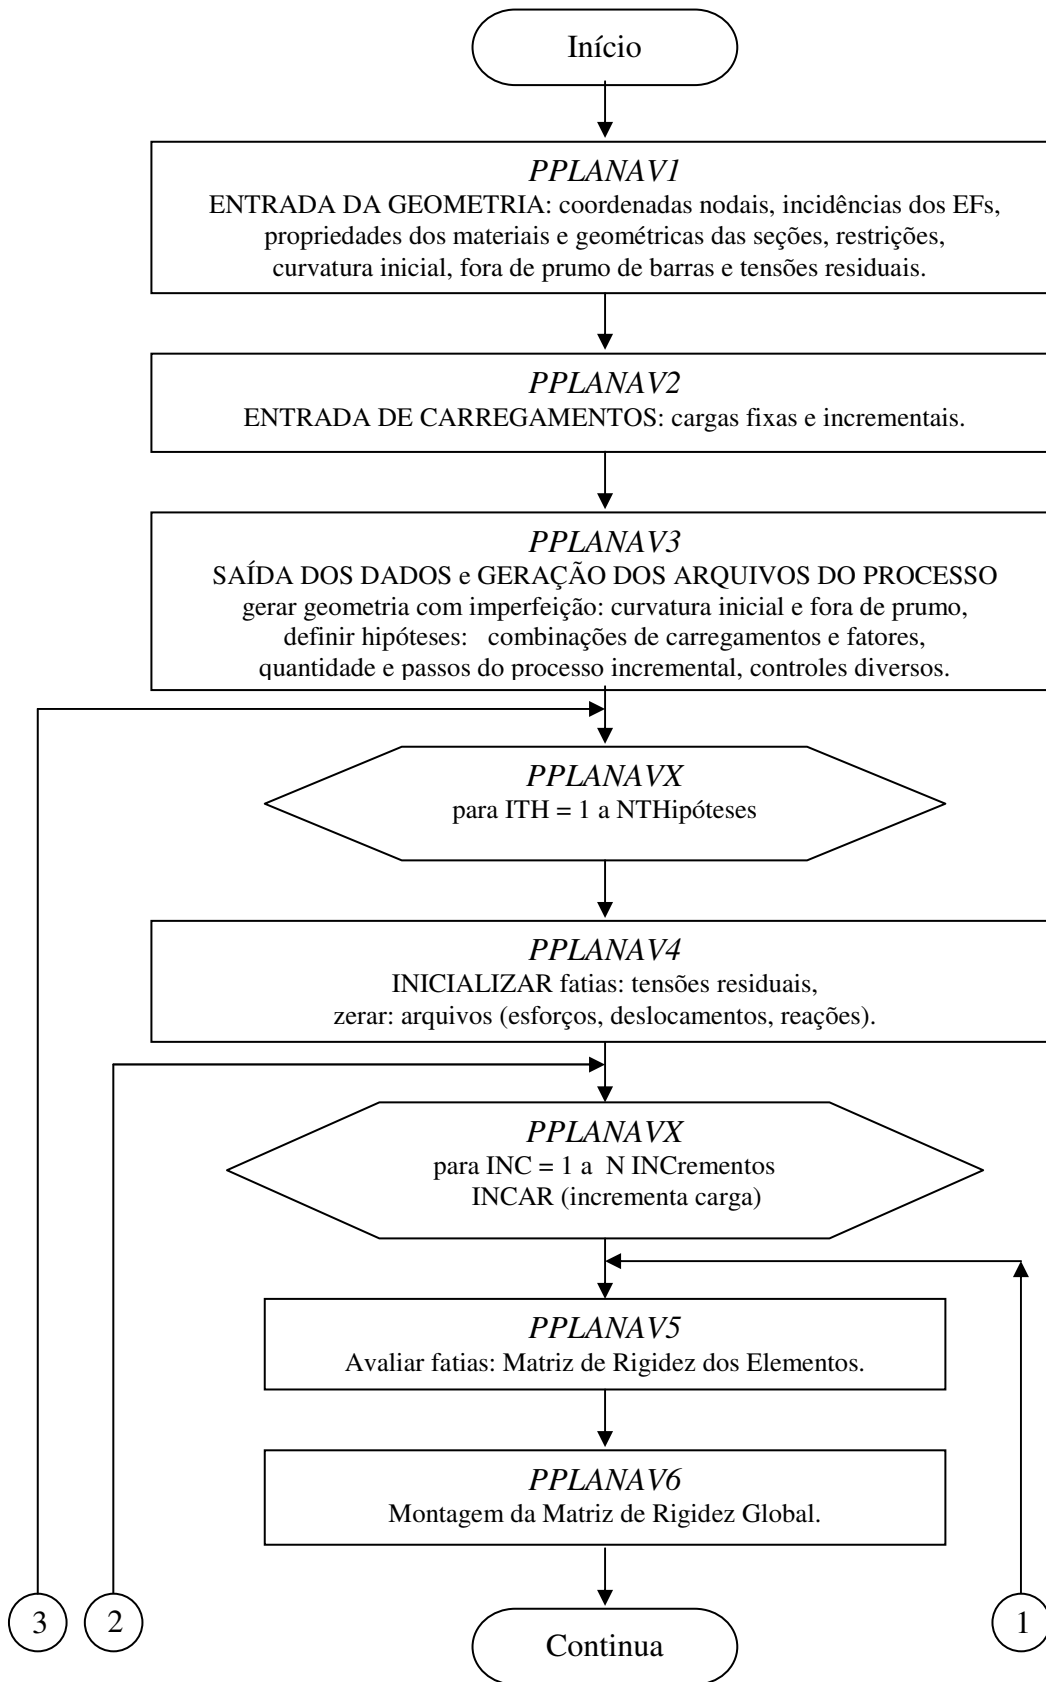 Início
PPLANAV1
ENTRADA DA GEOMETRIA: coordenadas nodais, incidências dos EFs,
propriedades dos materiais e geométricas das seções, restrições,
curvatura inicial, fora de prumo de barras e tensões residuais.
PPLANAV2
ENTRADA DE CARREGAMENTOS: cargas fixas e incrementais.
PPLANAV3
SAÍDA DOS DADOS e GERAÇÃO DOS ARQUIVOS DO PROCESSO
gerar geometria com imperfeição: curvatura inicial e fora de prumo,
definir hipóteses: combinações de carregamentos e fatores,
quantidade e passos do processo incremental, controles diversos.
PPLANAVX
para ITH = 1 a NTHipóteses
PPLANAV4
INICIALIZAR fatias: tensões residuais,
zerar: arquivos (esforços, deslocamentos, reações).
PPLANAVX
para INC = 1 a N INCrementos
INCAR (incrementa carga)
PPLANAV5
Avaliar fatias: Matriz de Rigidez dos Elementos.
PPLANAV6
Montagem da Matriz de Rigidez Global.
3
2
1
Continua